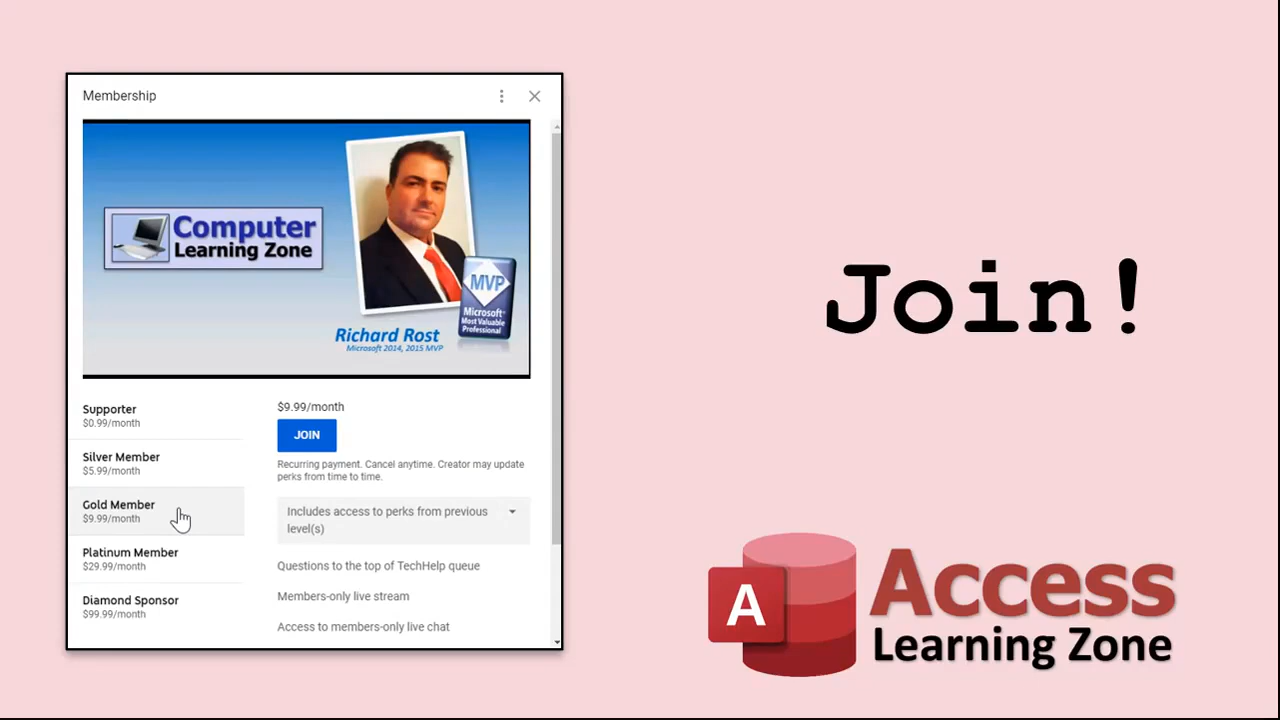 Membership
Computer
Learning Zone
MVP
Microsoft®
Most Valuable
Professional
Richard Rost
Microsoft 2014, 2015 MVP
Supporter
$0.99/month
Silver Member
$5.99/month
Gold Member
$9.99/month
Platinum Member
$29.99/month
Diamond Sponsor
$99.99/month
$9.99/month
JOIN
Recurring payment. Cancel anytime. Creator may update
perks from time to time.
Includes access to perks from previous
level(s)
Questions to the top of TechHelp queue
Members-only live stream
Access to members-only live chat
Join!
A
Access
Learning Zone